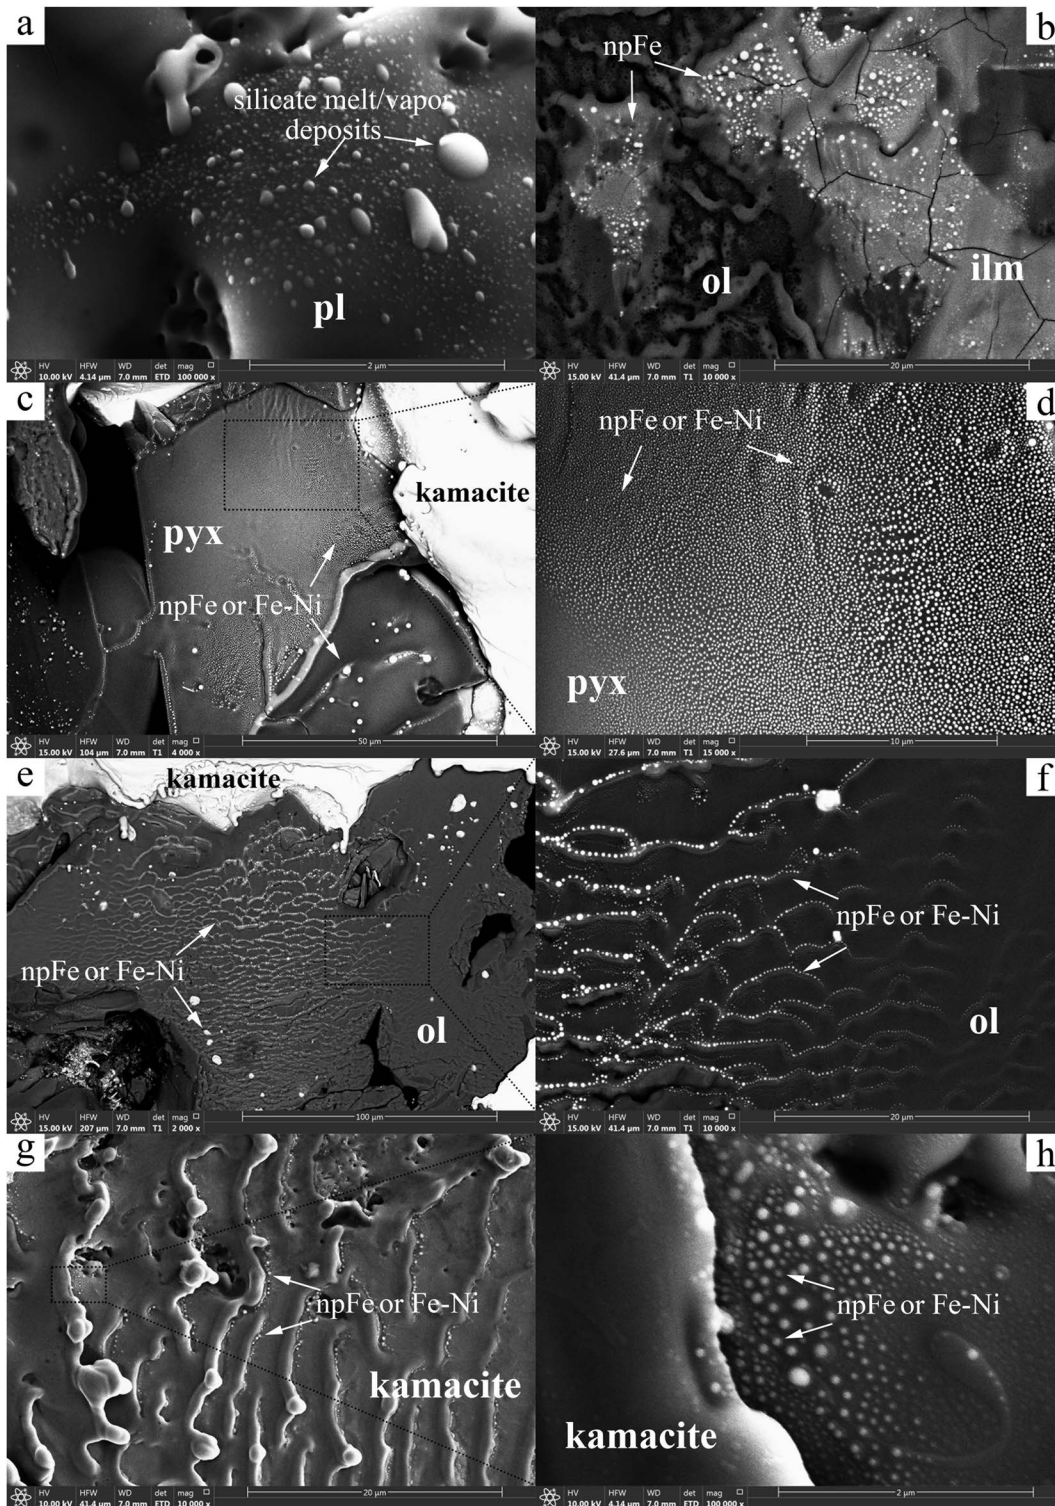 a
silicate melt/vapor
deposits
pl
HV HFW WD det mag
10.00 kV 4.14 µm 7.0 mm ETD 100 000 x
2 µm
b
npFe
ol
ilm
HV HFW WD det mag
15.00 kV 41.4 µm 7.0 mm T1 10 000 x
20 µm
c
kamacite
pyx
npFe or Fe-Ni
HV HFW WD det mag
15.00 kV 104 µm 7.0 mm T1 4 000 x
50 µm
d
npFe or Fe-Ni
pyx
HV HFW WD det mag
15.00 kV 27.6 µm 7.0 mm T1 15 000 x
10 µm
e
kamacite
npFe or Fe-Ni
ol
HV HFW WD det mag
15.00 kV 207 µm 7.0 mm T1 2 000 x
100 µm
f
npFe or Fe-Ni
ol
HV HFW WD det mag
15.00 kV 41.4 µm 7.0 mm T1 10 000 x
20 µm
g
npFe or Fe-Ni
kamacite
HV HFW WD det mag
10.00 kV 41.4 µm 7.0 mm ETD 10 000 x
20 µm
h
npFe or Fe-Ni
kamacite
HV HFW WD det mag
10.00 kV 4.14 µm 7.0 mm ETD 100 000 x
2 µm